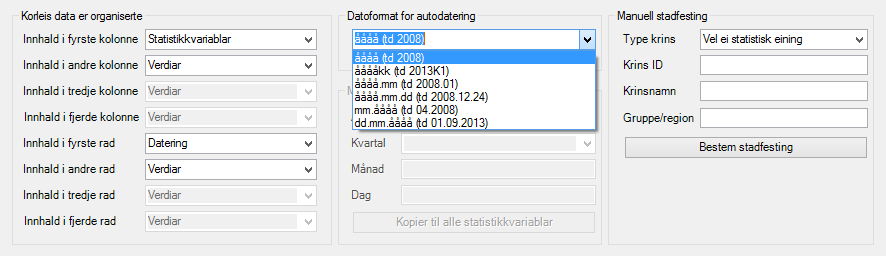 Korleis data er organiserte
Innhald i fyrste kolonne
Statistikkvariablar
Innhald i andre kolonne
Verdiar
Innhald i tredje kolonne
Verdiar
Innhald i fjerde kolonne
Verdiar
Innhald i fyrste rad
Datering
Innhald i andre rad
Verdiar
Innhald i tredje rad
Verdiar
Innhald i fjerde rad
Verdiar
Datoformat for autodatering
åååå (td 2008)
åååå (td 2008)
ååååkk (td 2013K1)
åååå.mm (td 2008.01)
åååå.mm.dd (td 2008.12.24)
mm.åååå (td 04.2008)
dd.mm.åååå (td 01.09.2013)
Kvartal
Månad
Dag
Kopier til alle statistikkvariablar
Manuell stadfesting
Type krins
Vel ei statistisk eining
Krins ID
Krinsnamn
Gruppe/region
Bestem stadfesting